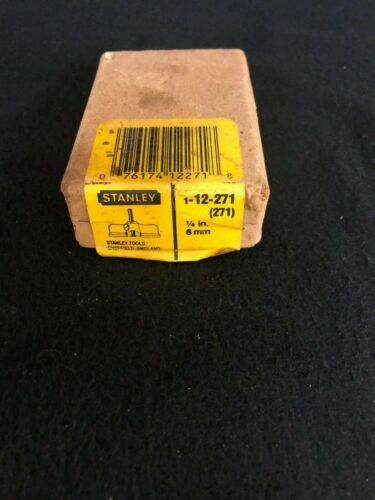 0 76174 12271 8
STANLEY
1-12-271
(271)
1/4 in.
6 mm
STANLEY TOOLS
SHEFFIELD ENGLAND